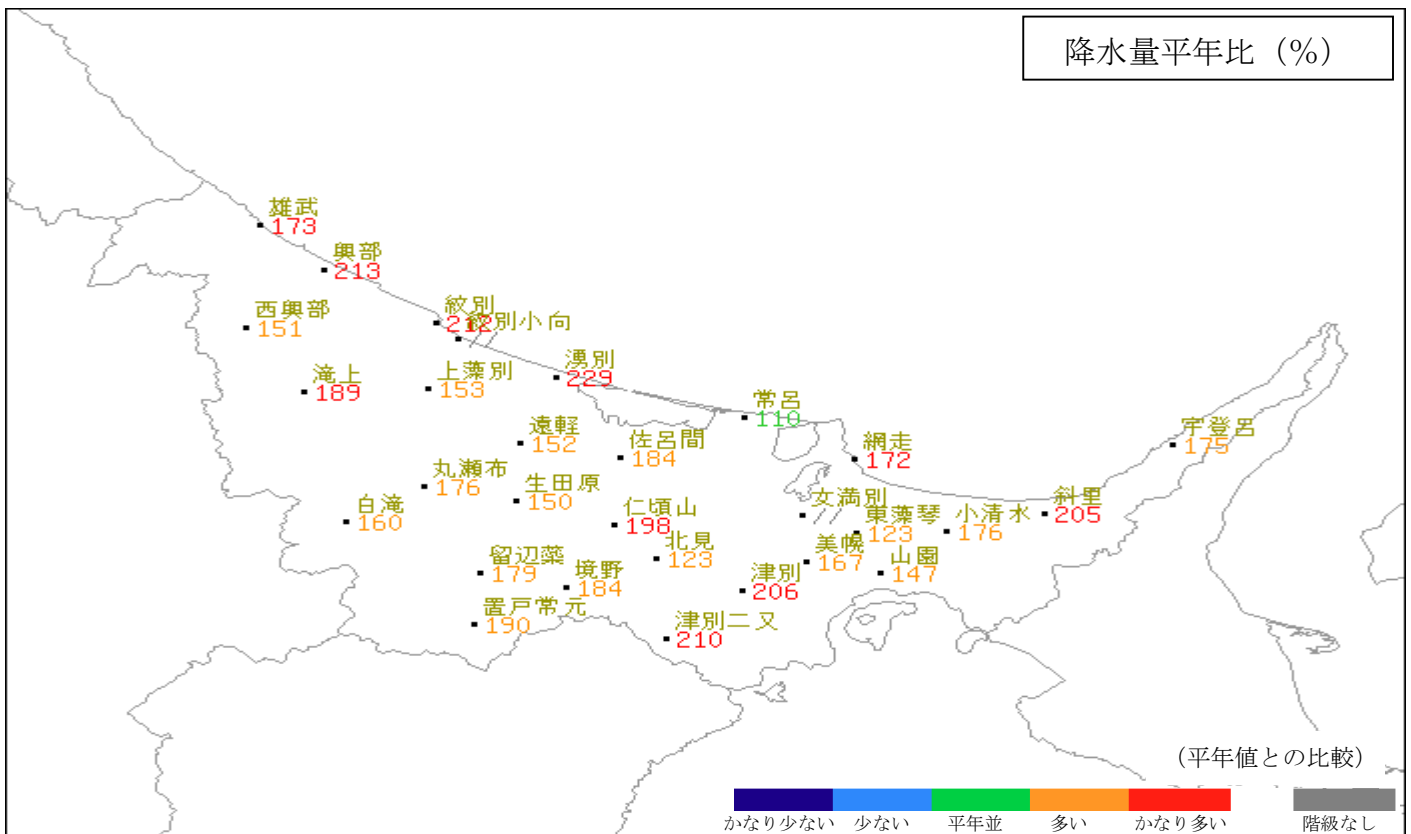 降水量平年比（%）
雄武
173
興部
213
西興部
151
紋別
212
紋別小向
滝上
189
上藻別
153
湧別
229
常呂
110
遠軽
152
佐呂間
184
網走
172
宇登呂
175
丸瀬布
176
生田原
150
白滝
160
仁頃山
198
女満別
東藻琴
123
小清水
176
斜里
205
北見
123
美幌
167
山園
147
留辺蘂
179
境野
184
津別
206
置戸常元
190
津別二又
210
（平年値との比較）
かなり少ない 少ない 平年並 多い かなり多い 階級なし